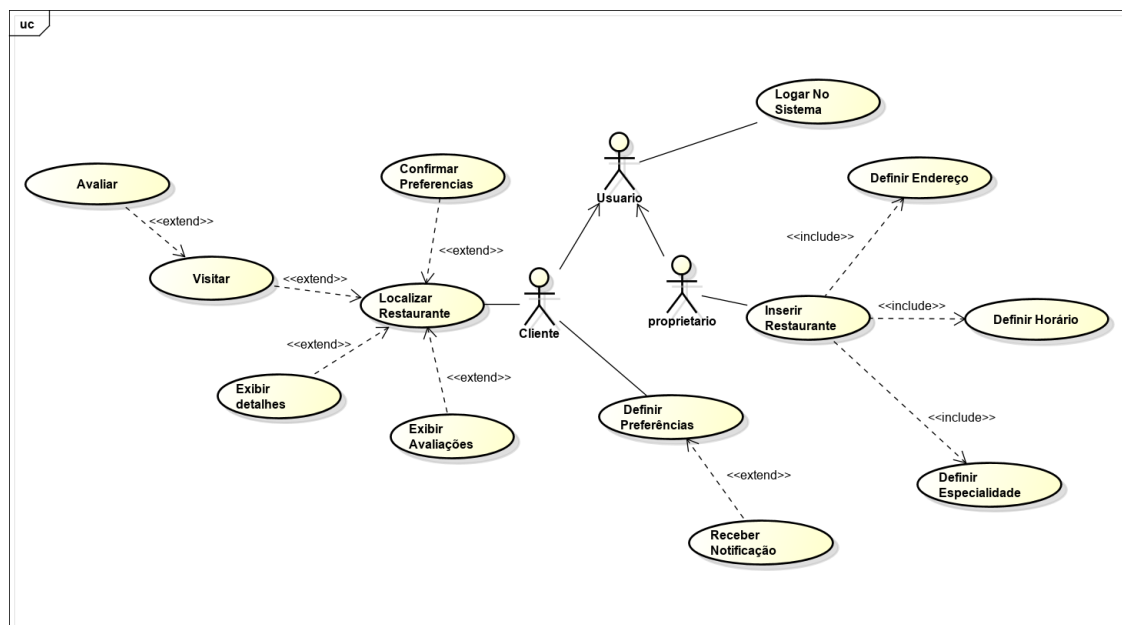 uc
Logar No
Sistema
Usuario
Confirmar
Preferencias
Avaliar
Definir Endereço
<<extend>>
<<include>>
<<extend>>
Visitar
<<extend>>
Localizar
Restaurante
Cliente
proprietario
Inserir
Restaurante
<<include>>
Definir Horário
<<extend>>
<<extend>>
Exibir
detalhes
Exibir
Avaliações
Definir
Preferências
<<include>>
<<extend>>
Definir
Especialidade
Receber
Notificação